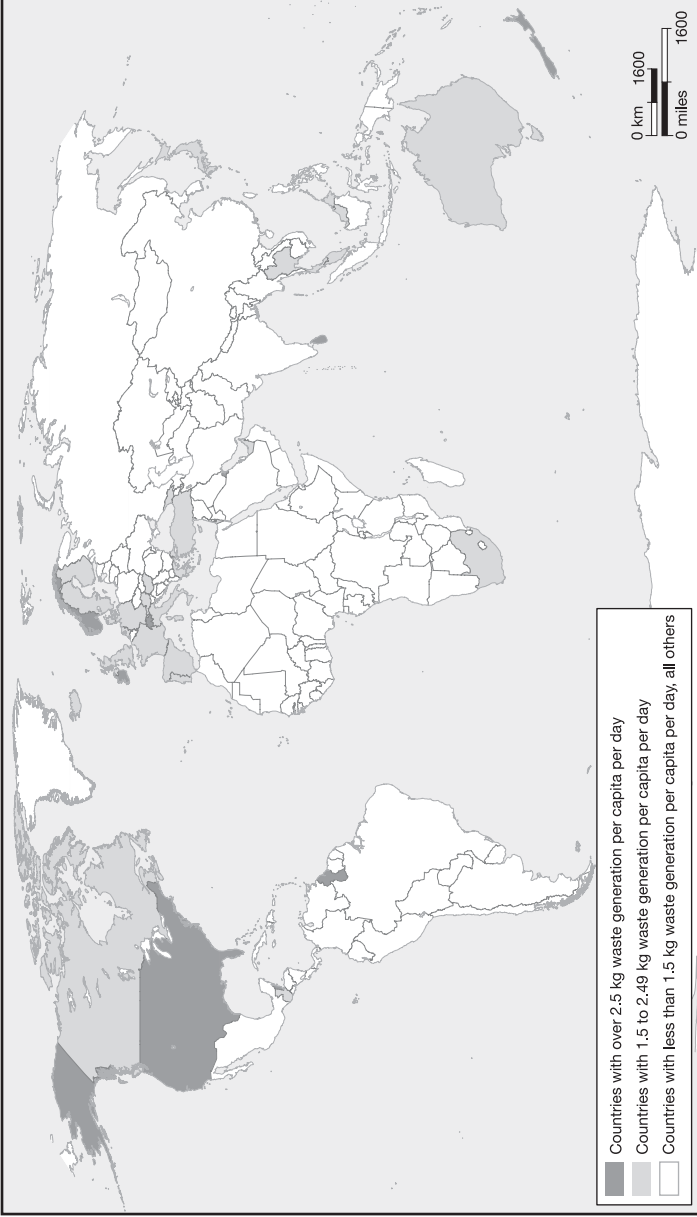 Countries with over 2.5 kg waste generation per capita per day
Countries with 1.5 to 2.49 kg waste generation per capita per day
Countries with less than 1.5 kg waste generation per capita per day, all others
0 km 1600
0 miles 1600